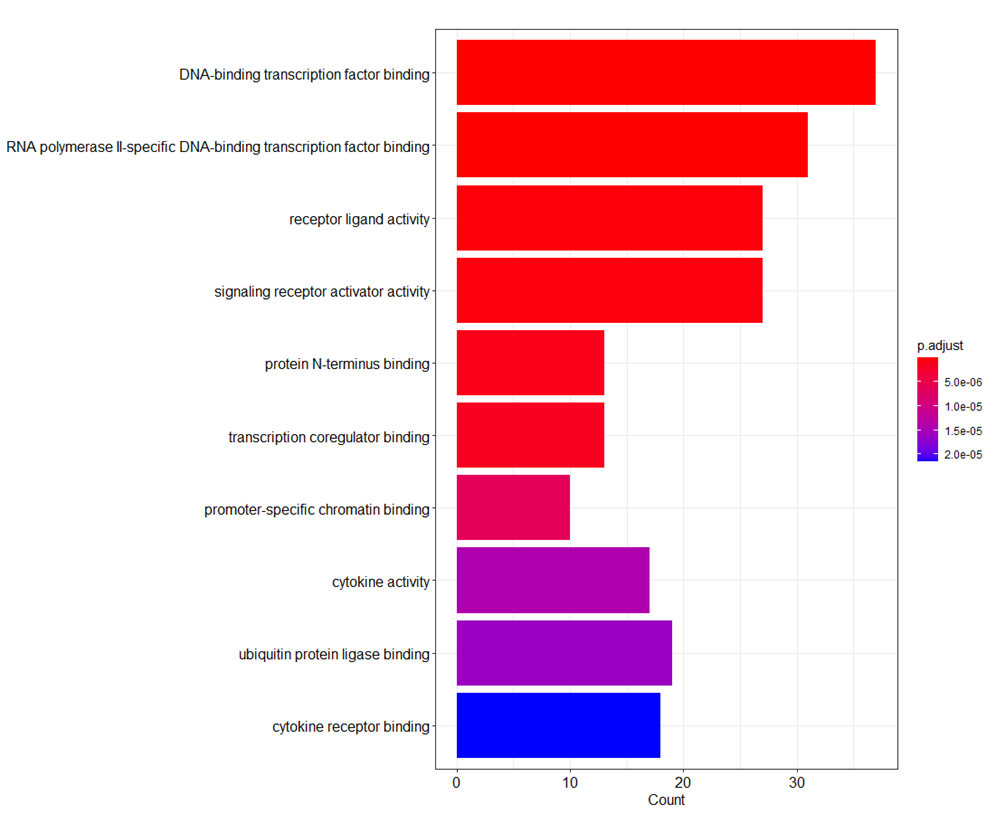 DNA-binding transcription factor binding
RNA polymerase II-specific DNA-binding transcription factor binding
receptor ligand activity
signaling receptor activator activity
protein N-terminus binding
transcription coregulator binding
promoter-specific chromatin binding
cytokine activity
ubiquitin protein ligase binding
cytokine receptor binding
0 10 20 30
Count
p.adjust
5.0e-06
1.0e-05
1.5e-05
2.0e-05